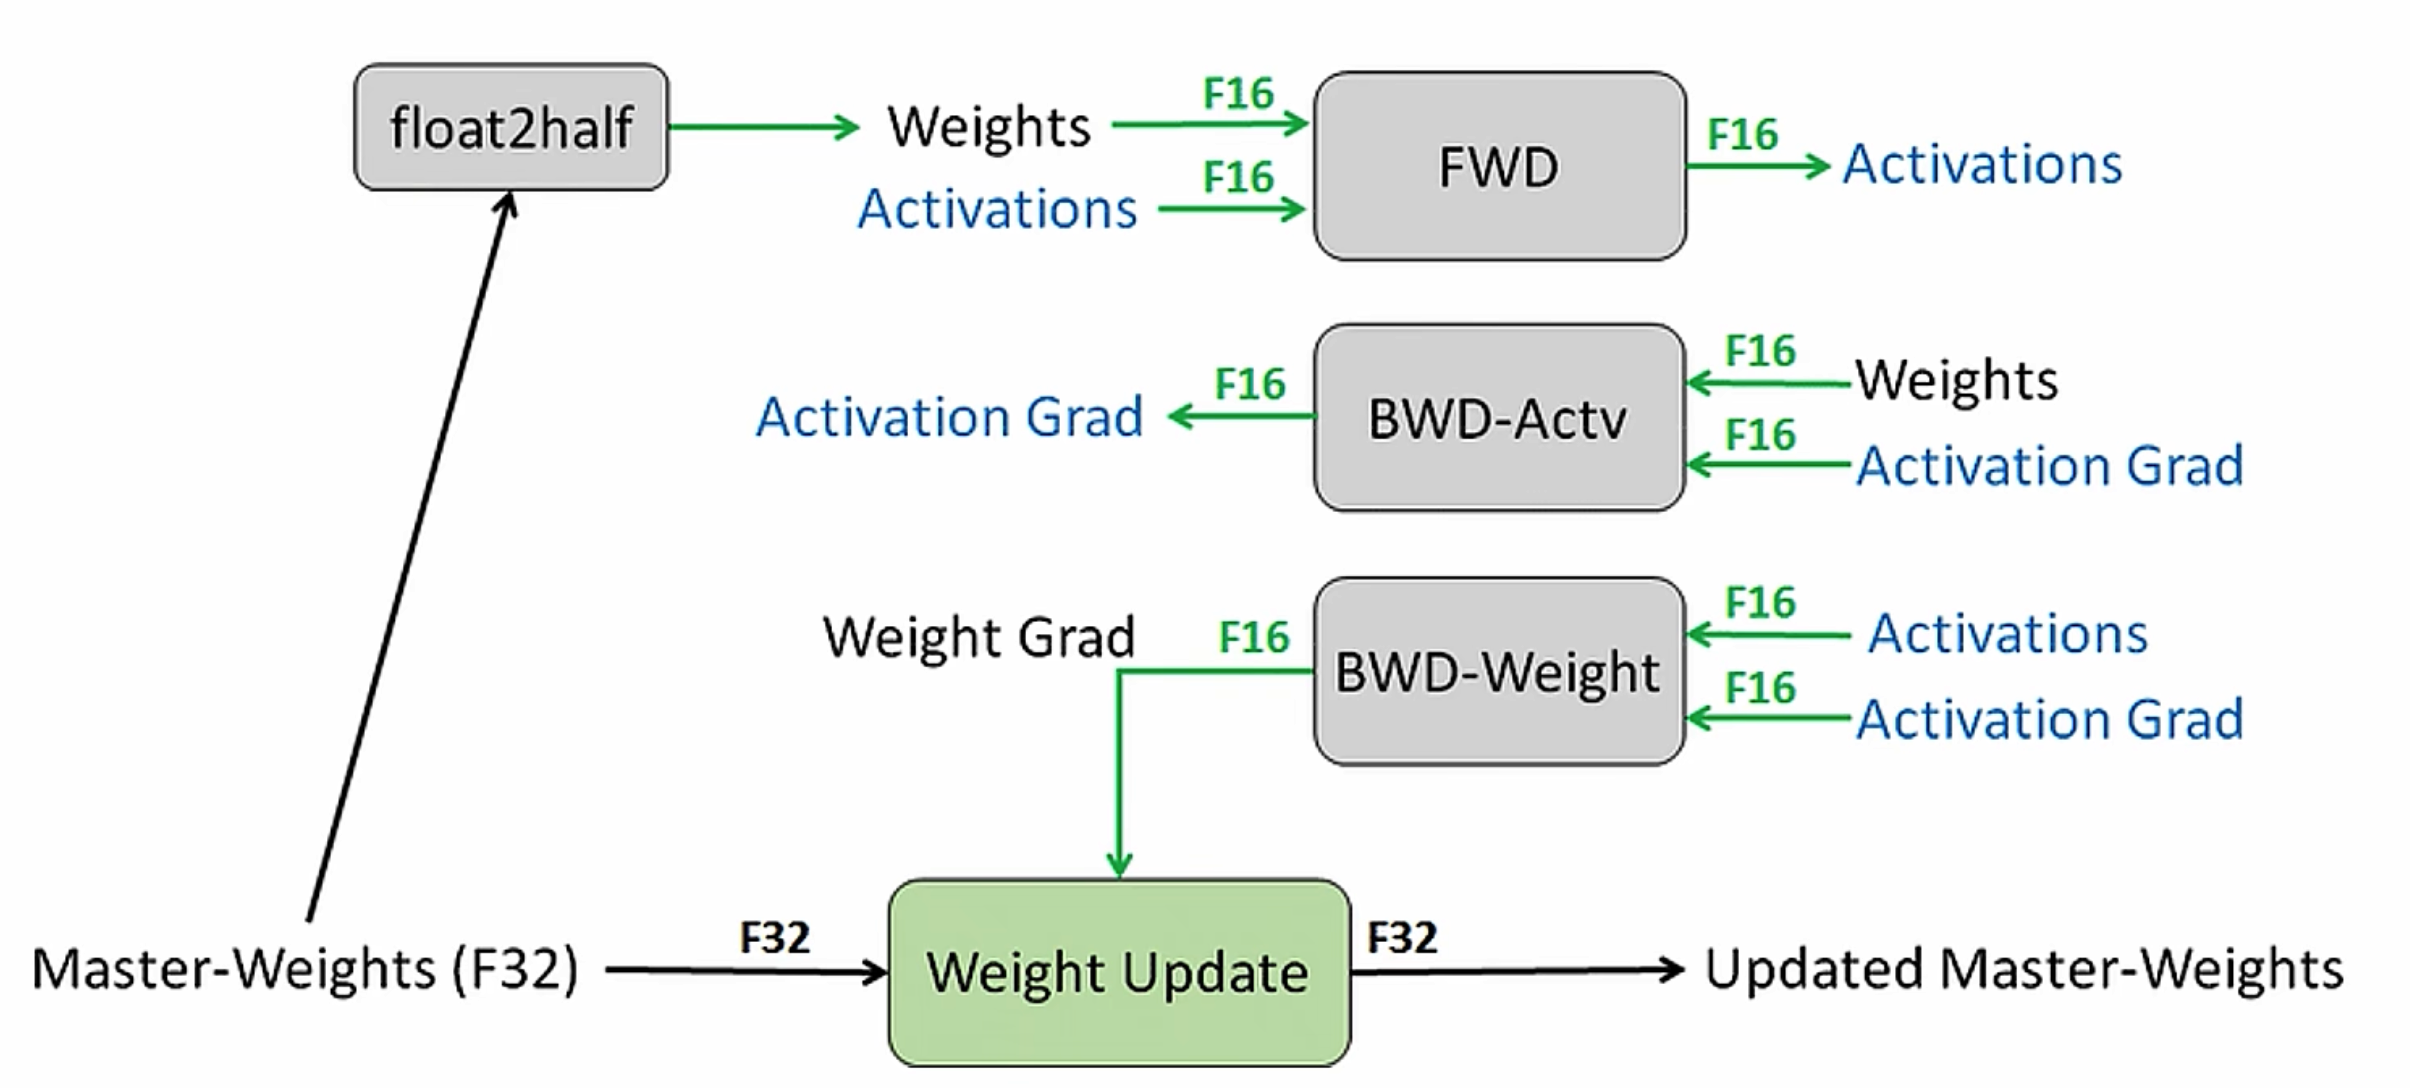 float2half
Weights
F16
Activations
F16
FWD
F16
Activations
Activation Grad
F16
BWD-Actv
F16
Weights
F16
Activation Grad
Weight Grad
F16
BWD-Weight
F16
Activations
F16
Activation Grad
Master-Weights (F32)
F32
Weight Update
F32
Updated Master-Weights